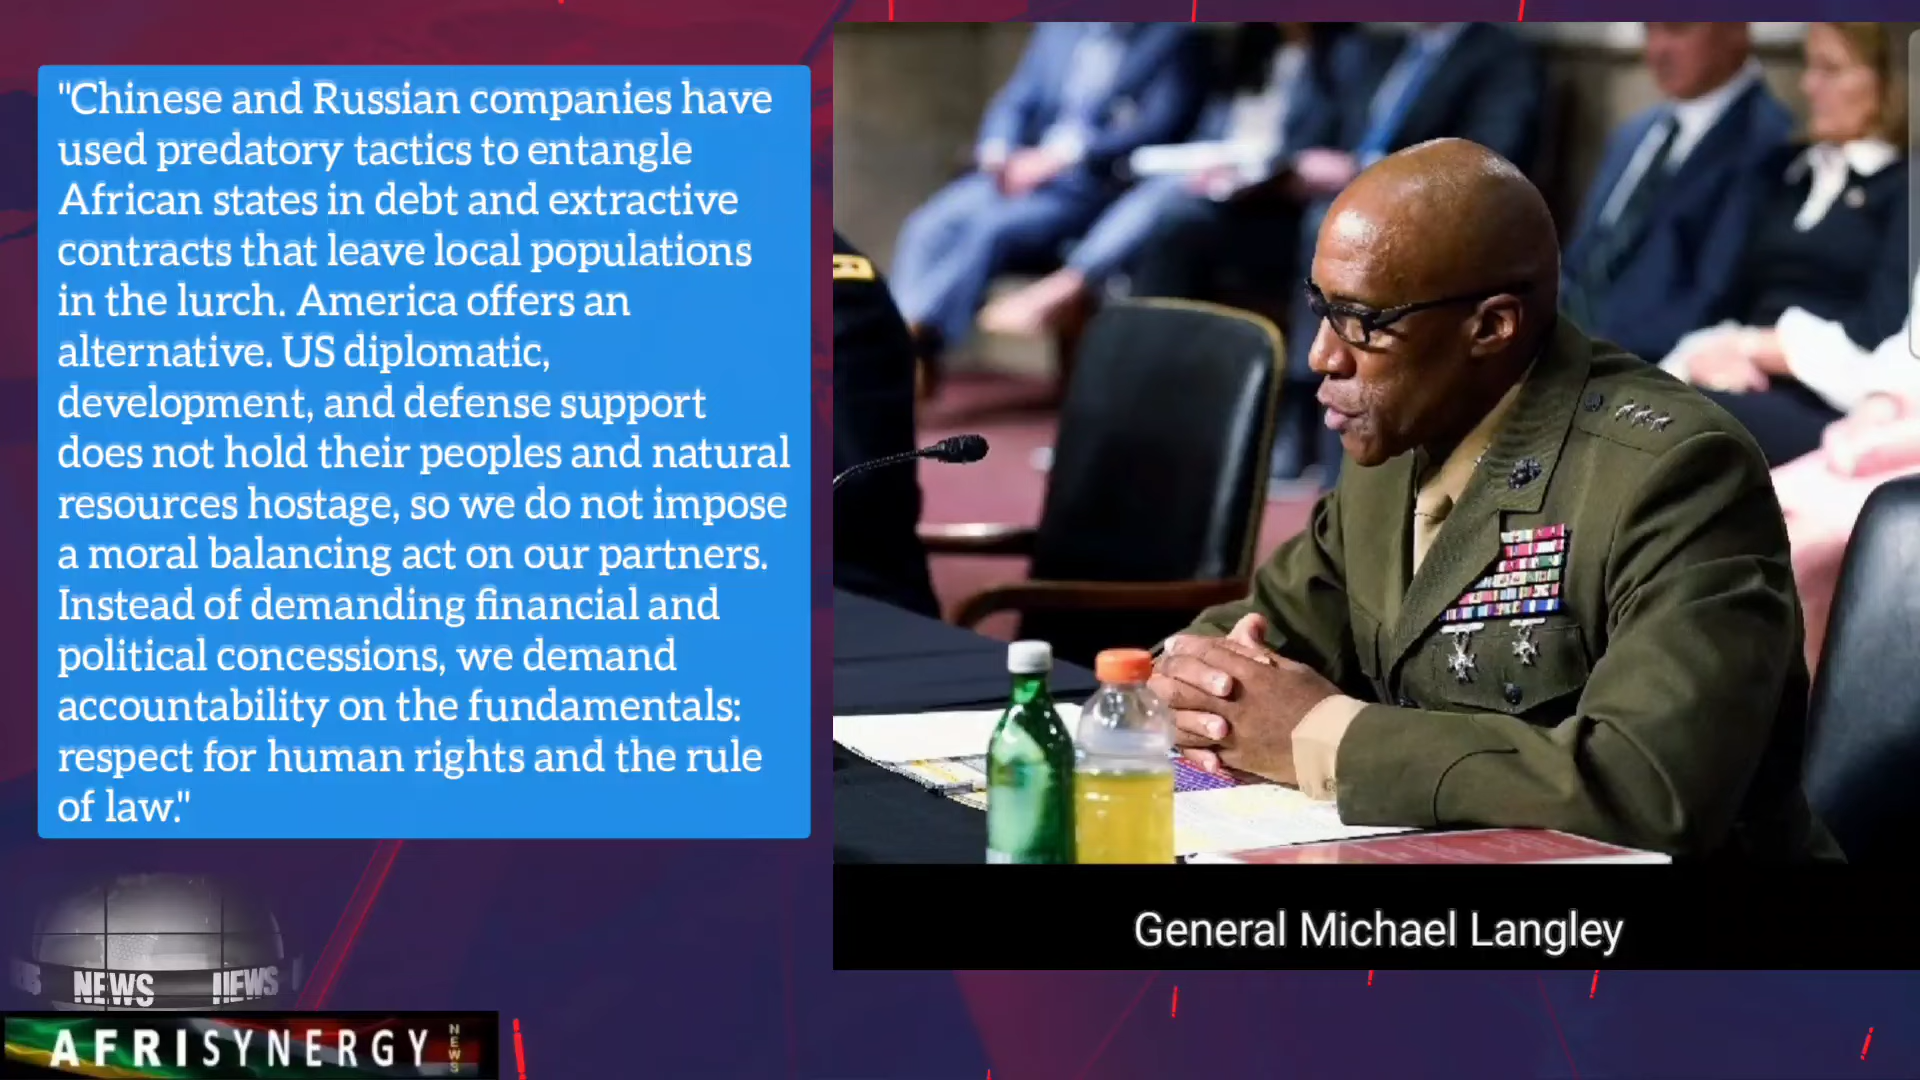 "Chinese and Russian companies have
used predatory tactics to entangle
African states in debt and extractive
contracts that leave local populations
in the lurch. America offers an
alternative. US diplomatic,
development, and defense support
does not hold their peoples and natural
resources hostage, so we do not impose
a moral balancing act on our partners.
Instead of demanding financial and
political concessions, we demand
accountability on the fundamentals:
respect for human rights and the rule
of law."
General Michael Langley
NEWS NEWS
AFRISYNERGY NEWS